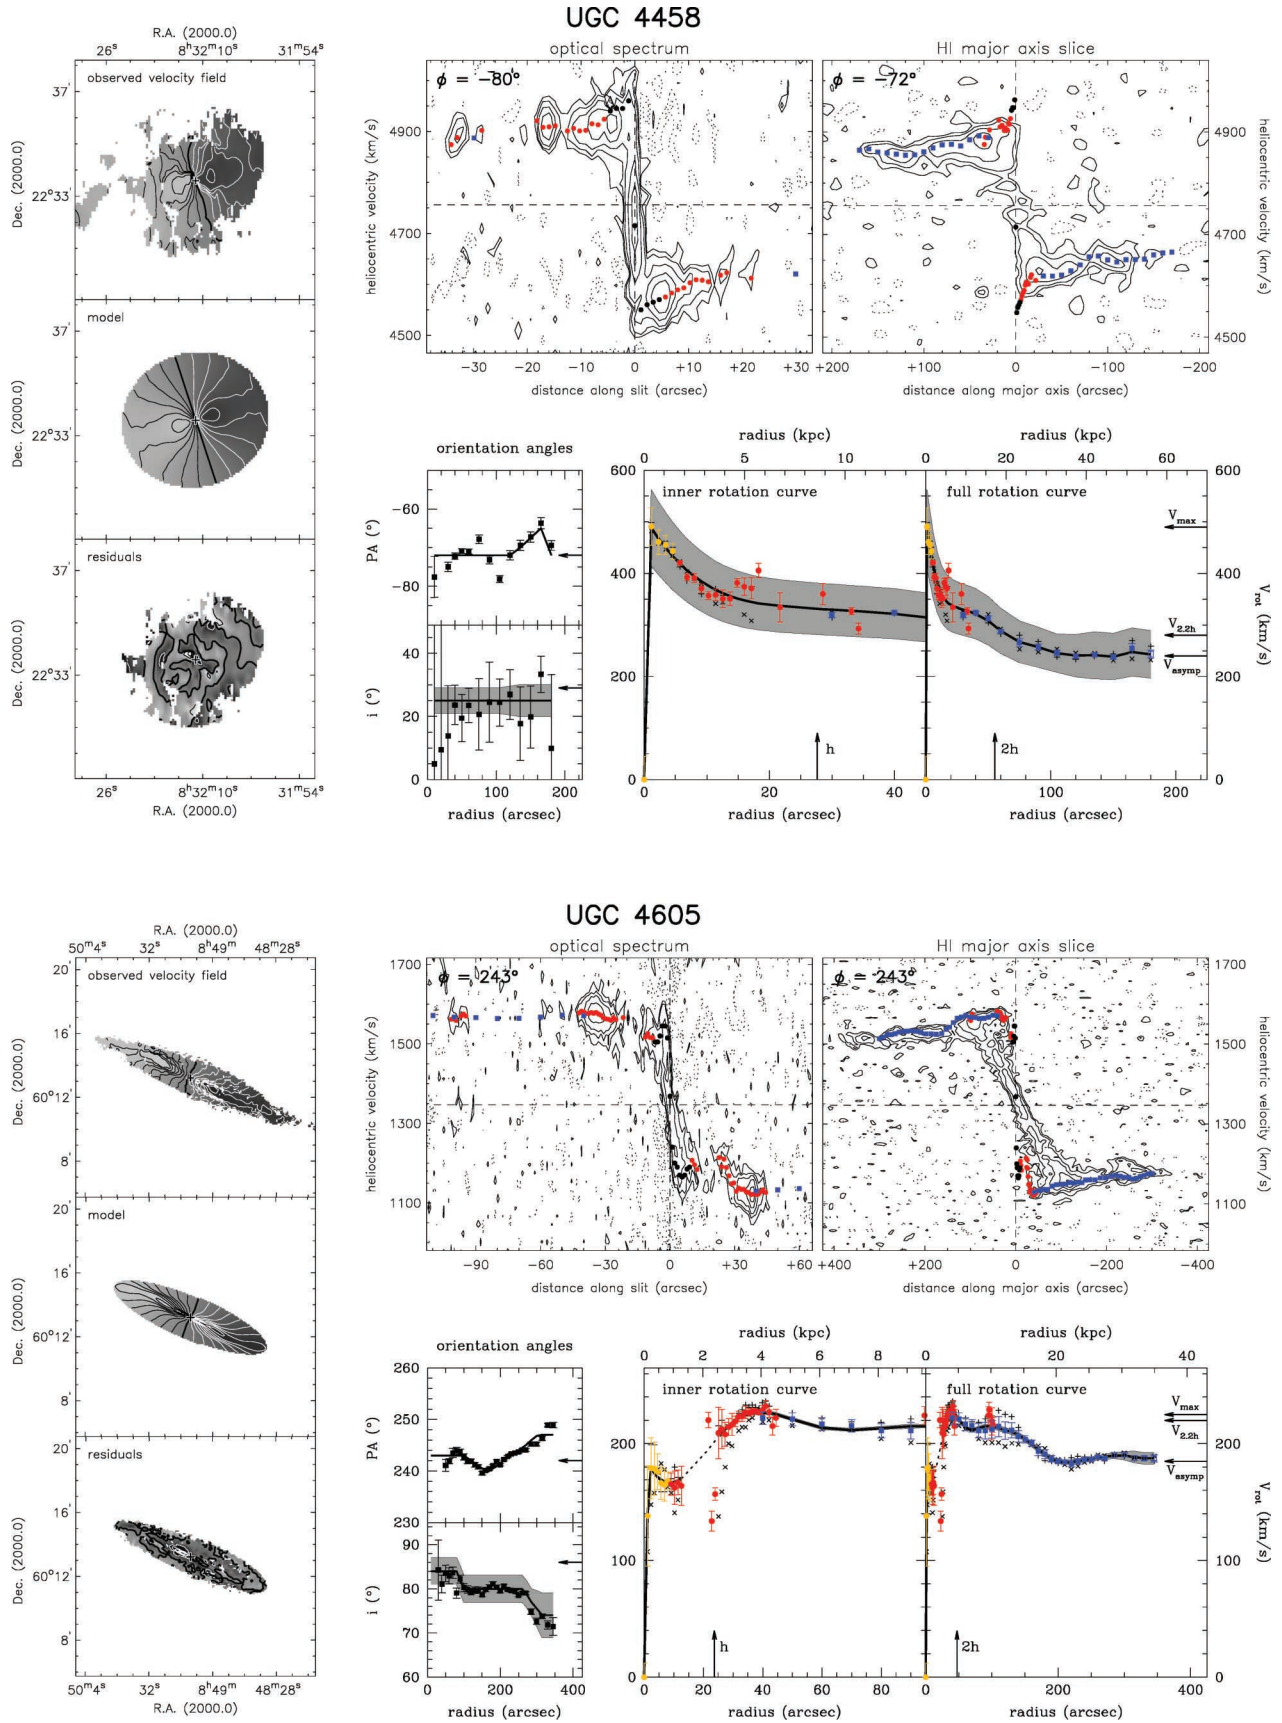 UGC 4458
R.A. (2000.0)
26ˢ 8ʰ32ᵐ10ˢ 31ᵐ54ˢ
observed velocity field
37'
22°33'
Dec. (2000.0)
model
37'
22°33'
Dec. (2000.0)
residuals
37'
22°33'
Dec. (2000.0)
26ˢ 8ʰ32ᵐ10ˢ 31ᵐ54ˢ
R.A. (2000.0)
optical spectrum
ϕ = −80°
4900
4700
4500
heliocentric velocity (km/s)
−30 −20 −10 0 +10 +20 +30
distance along slit (arcsec)
HI major axis slice
ϕ = −72°
4900
4700
4500
heliocentric velocity (km/s)
+200 +100 0 −100 −200
distance along major axis (arcsec)
orientation angles
−60
−80
PA (°)
40
20
0
i (°)
0 100 200
radius (arcsec)
radius (kpc)
0 5 10
600
400
200
0
inner rotation curve
h
0 20 40
radius (arcsec)
radius (kpc)
0 10 20 30 40 50 60
full rotation curve
2h
0 100 200
radius (arcsec)
600
400
200
0
Vmax
V2.2h
Vasymp
Vrot (km/s)
UGC 4605
R.A. (2000.0)
50ᵐ4ˢ 32ˢ 8ʰ49ᵐ 48ᵐ28ˢ
observed velocity field
20'
16'
60°12'
8'
Dec. (2000.0)
model
20'
16'
60°12'
8'
Dec. (2000.0)
residuals
20'
16'
60°12'
8'
Dec. (2000.0)
50ᵐ4ˢ 32ˢ 8ʰ49ᵐ 48ᵐ28ˢ
R.A. (2000.0)
optical spectrum
ϕ = 243°
1700
1500
1300
1100
heliocentric velocity (km/s)
−90 −60 −30 0 +30 +60
distance along slit (arcsec)
HI major axis slice
ϕ = 243°
1700
1500
1300
1100
heliocentric velocity (km/s)
+400 +200 0 −200 −400
distance along major axis (arcsec)
orientation angles
260
250
240
230
PA (°)
90
80
70
60
i (°)
0 200 400
radius (arcsec)
radius (kpc)
0 2 4 6 8
200
100
0
inner rotation curve
h
0 20 40 60 80
radius (arcsec)
radius (kpc)
0 20 40
full rotation curve
2h
0 200 400
radius (arcsec)
200
100
0
Vmax
V2.2h
Vasymp
Vrot (km/s)